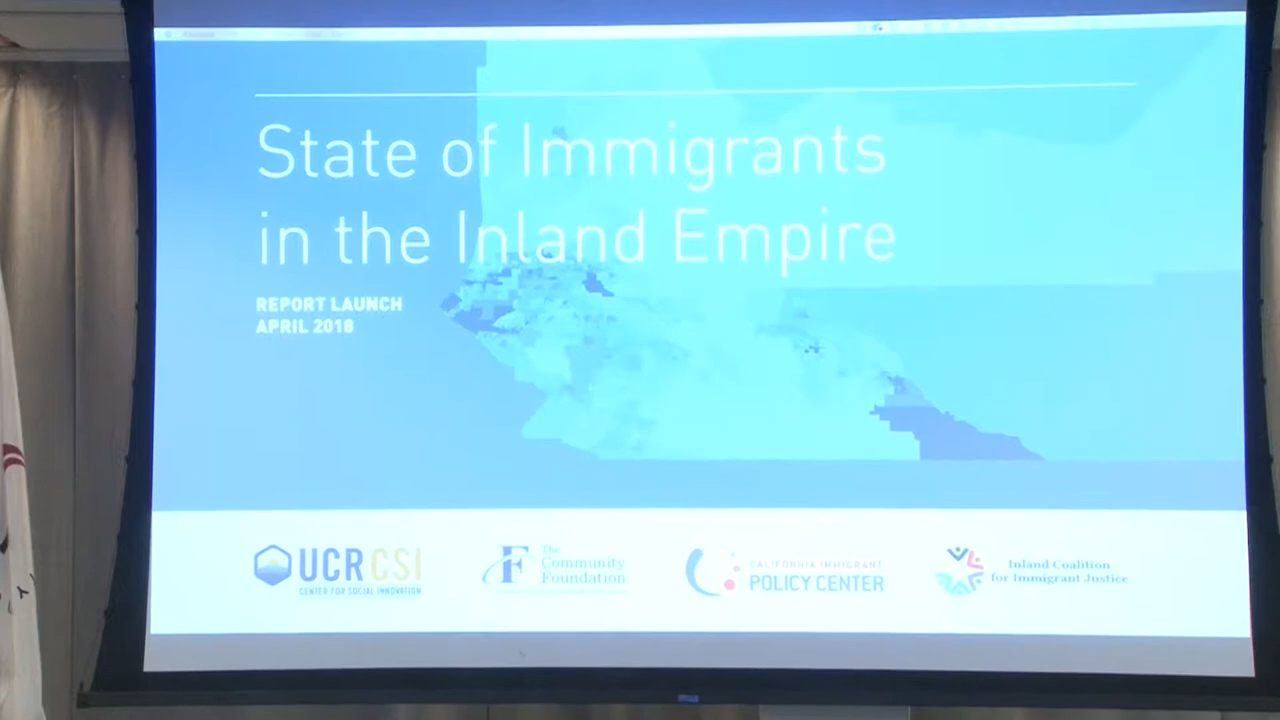 State of Immigrants
in the Inland Empire
REPORT LAUNCH
APRIL 2018
UCR CSI
CENTER FOR SOCIAL INNOVATION
F
The
Community
Foundation
CALIFORNIA IMMIGRANT
POLICY CENTER
Inland Coalition
for Immigrant Justice